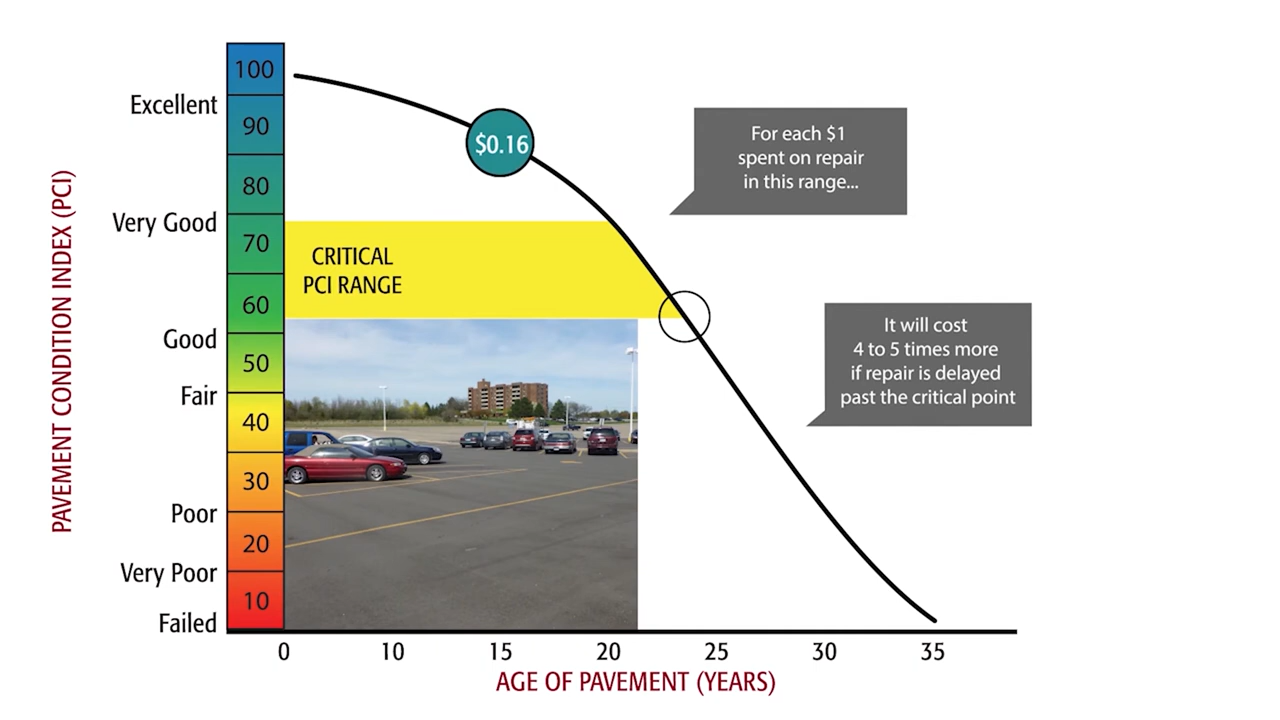 PAVEMENT CONDITION INDEX (PCI)
Excellent
Very Good
Good
Fair
Poor
Very Poor
Failed
100
90
80
70
60
50
40
30
20
10
$0.16
CRITICAL
PCI RANGE
For each $1
spent on repair
in this range...
It will cost
4 to 5 times more
if repair is delayed
past the critical point
0 10 15 20 25 30 35
AGE OF PAVEMENT (YEARS)